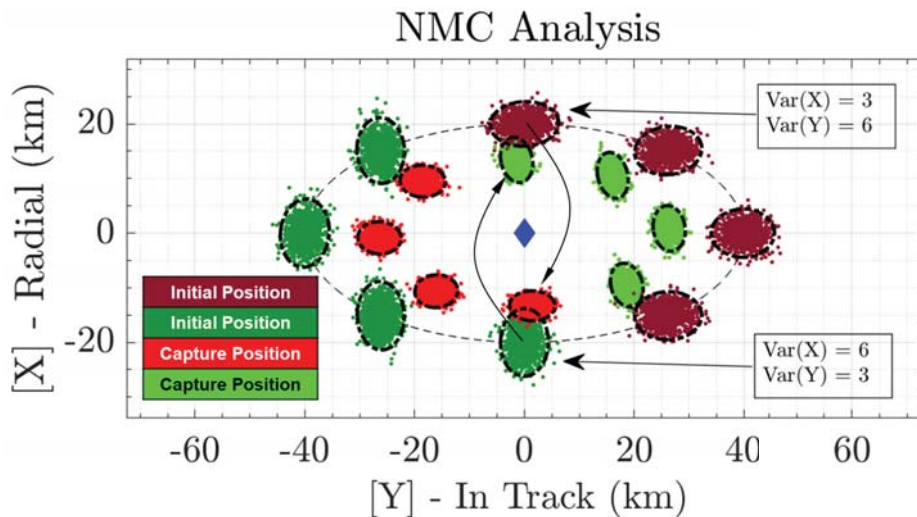 NMC Analysis
[X] - Radial (km)
20
0
-20
Var(X) = 3
Var(Y) = 6
Initial Position
Initial Position
Capture Position
Capture Position
Var(X) = 6
Var(Y) = 3
-60 -40 -20 0 20 40 60
[Y] - In Track (km)